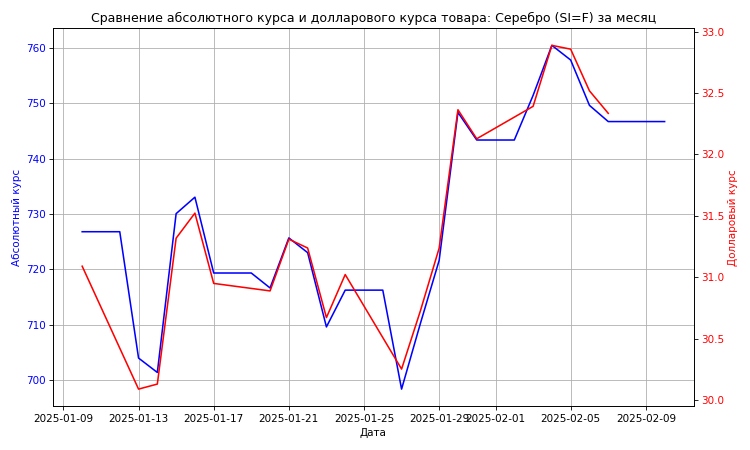 Сравнение абсолютного курса и долларового курса товара: Серебро (SI=F) за месяц
760
750
740
730
720
710
700
Абсолютный курс
33.0
32.5
32.0
31.5
31.0
30.5
30.0
Долларовый курс
2025-01-09 2025-01-13 2025-01-17 2025-01-21 2025-01-25 2025-01-29 2025-02-01 2025-02-05 2025-02-09
Дата